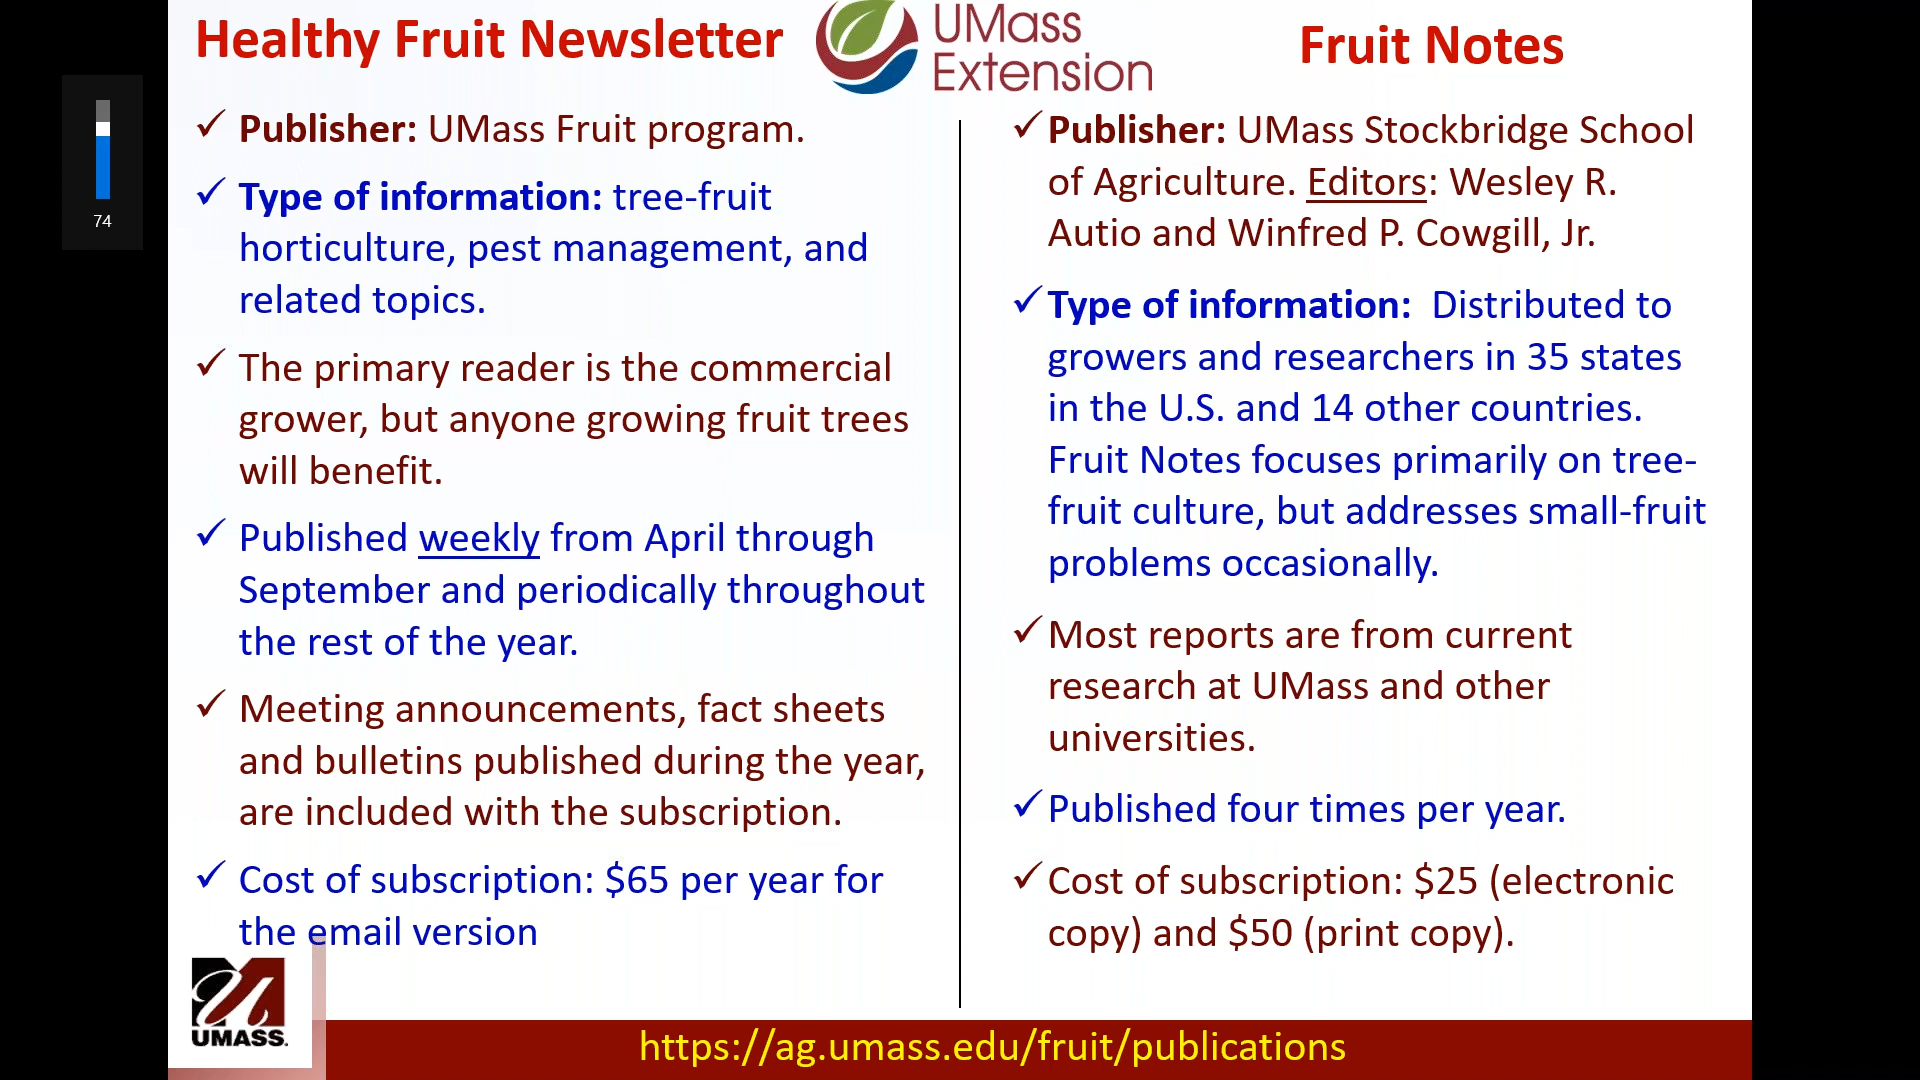 Healthy Fruit Newsletter
UMass
Extension
Fruit Notes
74
✓ Publisher: UMass Fruit program.
✓ Type of information: tree-fruit
horticulture, pest management, and
related topics.
✓ The primary reader is the commercial
grower, but anyone growing fruit trees
will benefit.
✓ Published weekly from April through
September and periodically throughout
the rest of the year.
✓ Meeting announcements, fact sheets
and bulletins published during the year,
are included with the subscription.
✓ Cost of subscription: $65 per year for
the email version
✓ Publisher: UMass Stockbridge School
of Agriculture. Editors: Wesley R.
Autio and Winfred P. Cowgill, Jr.
✓ Type of information: Distributed to
growers and researchers in 35 states
in the U.S. and 14 other countries.
Fruit Notes focuses primarily on tree-
fruit culture, but addresses small-fruit
problems occasionally.
✓ Most reports are from current
research at UMass and other
universities.
✓ Published four times per year.
✓ Cost of subscription: $25 (electronic
copy) and $50 (print copy).
UMASS.
https://ag.umass.edu/fruit/publications